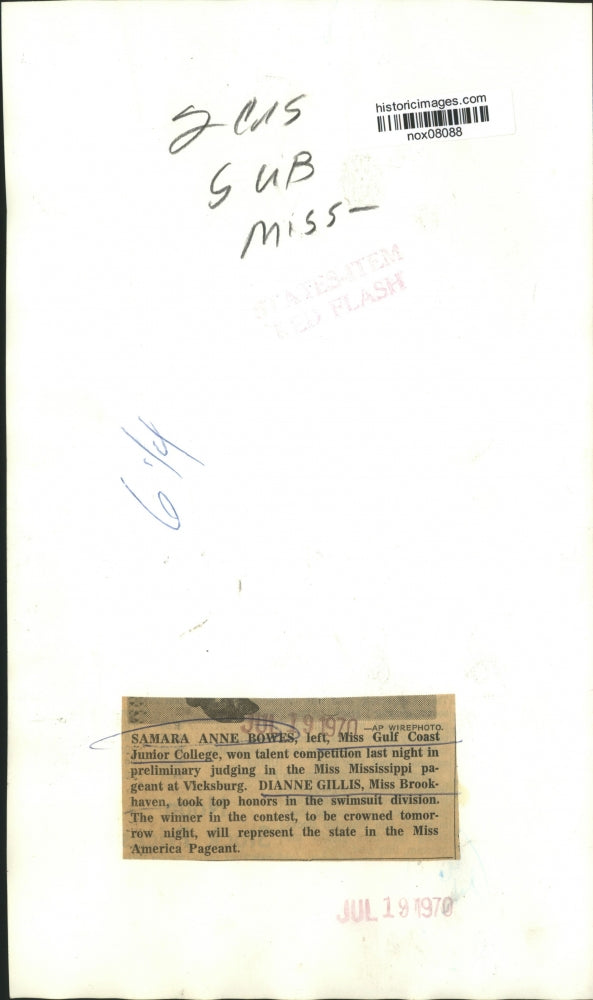 historicimages.com
nox08088
2 cols
SUB
MISS-
STATES-ITEM
RED FLASH
6 1/4
JUL 19 1970
—AP WIREPHOTO.
SAMARA ANNE BOWES, left, Miss Gulf Coast
Junior College, won talent competition last night in
preliminary judging in the Miss Mississippi pa-
geant at Vicksburg. DIANNE GILLIS, Miss Brook-
haven, took top honors in the swimsuit division.
The winner in the contest, to be crowned tomor-
row night, will represent the state in the Miss
America Pageant.
JUL 19 1970